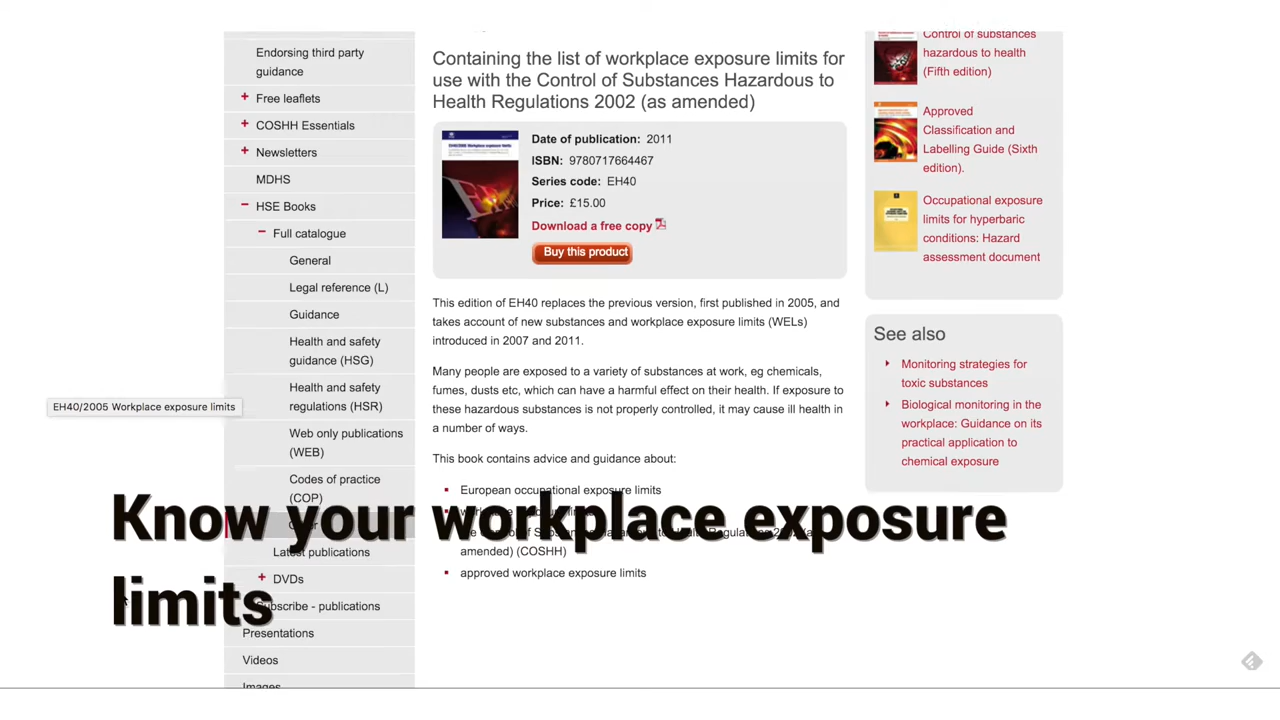 Endorsing third party
guidance
Free leaflets
COSHH Essentials
Newsletters
MDHS
HSE Books
Full catalogue
General
Legal reference (L)
Guidance
Health and safety
guidance (HSG)
Health and safety
regulations (HSR)
Web only publications
(WEB)
Codes of practice
(COP)
Latest publications
DVDs
Subscribe - publications
Presentations
Videos
Images
EH40/2005 Workplace exposure limits
Containing the list of workplace exposure limits for
use with the Control of Substances Hazardous to
Health Regulations 2002 (as amended)
Date of publication: 2011
ISBN: 9780717664467
Series code: EH40
Price: £15.00
Download a free copy
Buy this product
This edition of EH40 replaces the previous version, first published in 2005, and
takes account of new substances and workplace exposure limits (WELs)
introduced in 2007 and 2011.
Many people are exposed to a variety of substances at work, eg chemicals,
fumes, dusts etc, which can have a harmful effect on their health. If exposure to
these hazardous substances is not properly controlled, it may cause ill health in
a number of ways.
This book contains advice and guidance about:
European occupational exposure limits
amended) (COSHH)
approved workplace exposure limits
Control of substances
hazardous to health
(Fifth edition)
Approved
Classification and
Labelling Guide (Sixth
edition).
Occupational exposure
limits for hyperbaric
conditions: Hazard
assessment document
See also
Monitoring strategies for
toxic substances
Biological monitoring in the
workplace: Guidance on its
practical application to
chemical exposure
Know your workplace exposure
limits